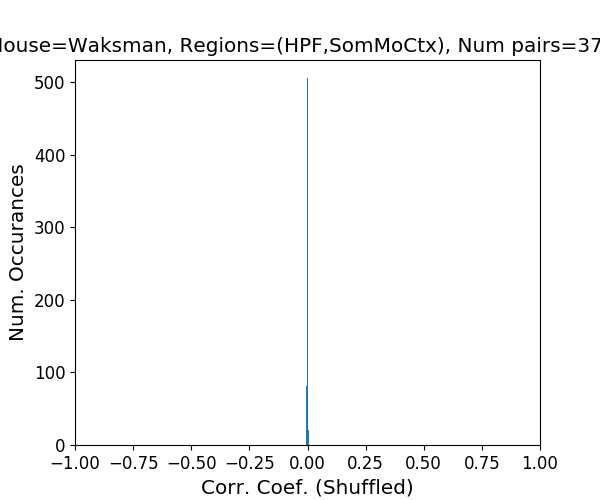 ouse=Waksman, Regions=(HPF,SomMoCtx), Num pairs=37
Num. Occurances
500
400
300
200
100
0
−1.00 −0.75 −0.50 −0.25 0.00 0.25 0.50 0.75 1.00
Corr. Coef. (Shuffled)